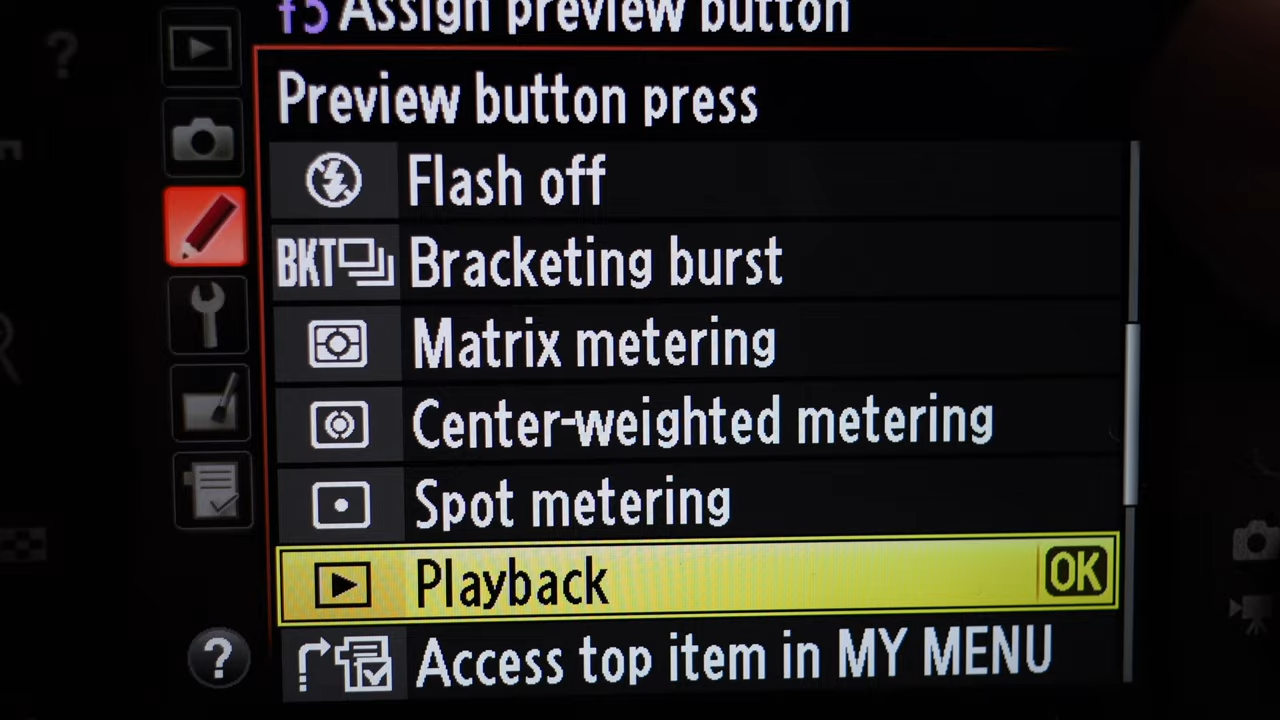 f5 Assign preview button
Preview button press
Flash off
BKT Bracketing burst
Matrix metering
Center-weighted metering
Spot metering
Playback OK
Access top item in MY MENU
?